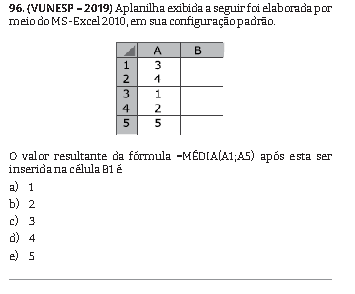 96. (VUNESP – 2019) A planilha exibida a seguir foi elaborada por
meio do MS-Excel 2010, em sua configuração padrão.
A B
1 3
2 4
3 1
4 2
5 5
O valor resultante da fórmula =MÉDIA(A1;A5) após esta ser
inserida na célula B1 é
a) 1
b) 2
c) 3
d) 4
e) 5